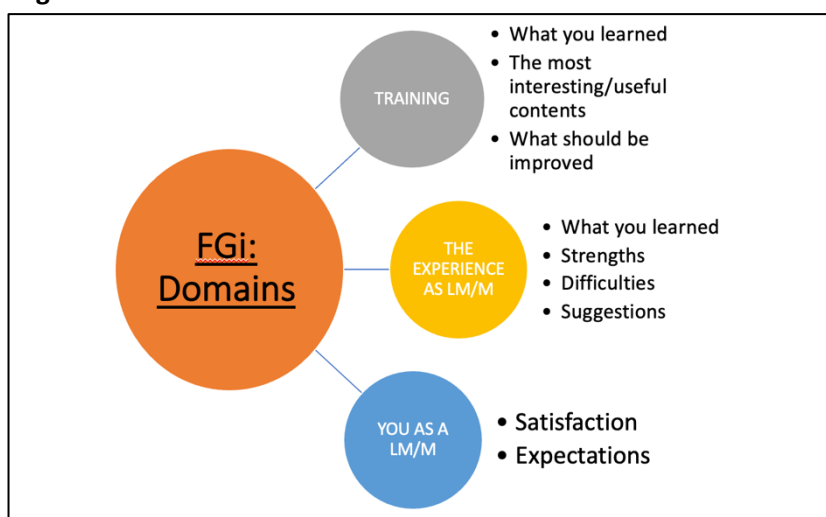 FGi:
Domains
TRAINING
• What you learned
• The most
interesting/useful
contents
• What should be
improved
THE
EXPERIENCE
AS LM/M
• What you learned
• Strengths
• Difficulties
• Suggestions
YOU AS A
LM/M
• Satisfaction
• Expectations